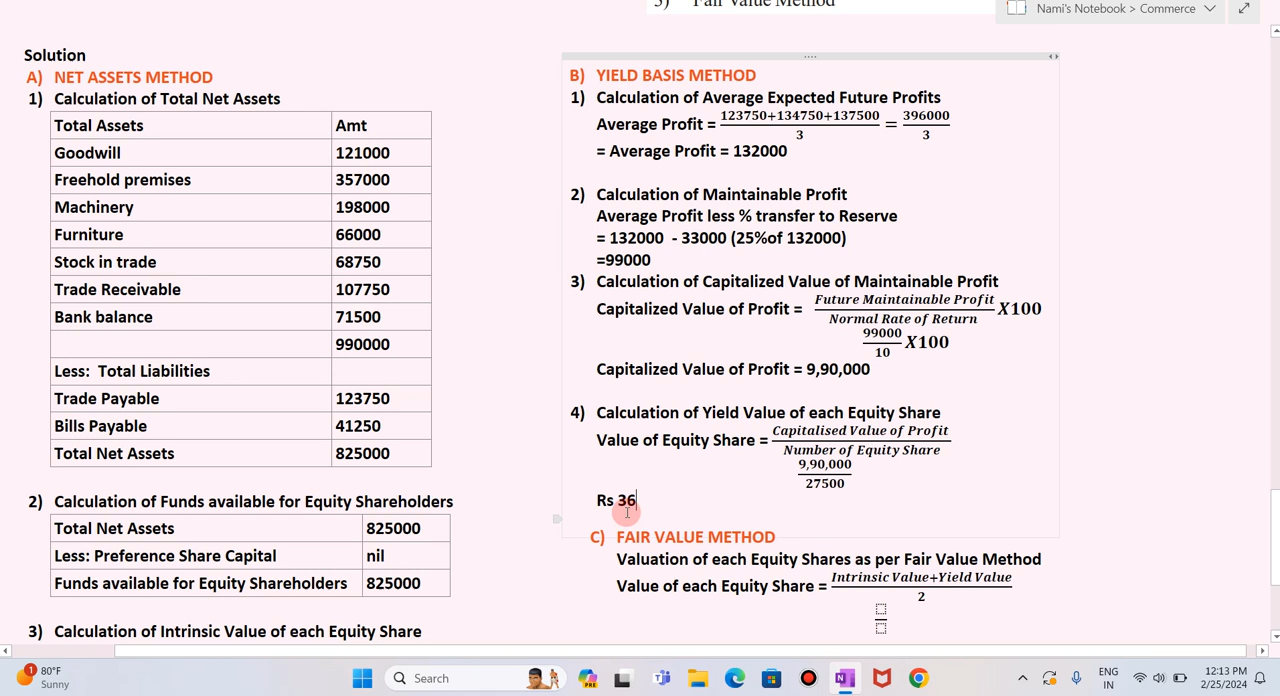 5) Fair Value Method
Nami's Notebook > Commerce
Solution
A) NET ASSETS METHOD
1) Calculation of Total Net Assets
Total Assets Amt
Goodwill 121000
Freehold premises 357000
Machinery 198000
Furniture 66000
Stock in trade 68750
Trade Receivable 107750
Bank balance 71500
990000
Less: Total Liabilities
Trade Payable 123750
Bills Payable 41250
Total Net Assets 825000
2) Calculation of Funds available for Equity Shareholders
Total Net Assets 825000
Less: Preference Share Capital nil
Funds available for Equity Shareholders 825000
3) Calculation of Intrinsic Value of each Equity Share
B) YIELD BASIS METHOD
1) Calculation of Average Expected Future Profits
Average Profit = 123750+134750+137500 / 3 = 396000 / 3
= Average Profit = 132000
2) Calculation of Maintainable Profit
Average Profit less % transfer to Reserve
= 132000 - 33000 (25%of 132000)
=99000
3) Calculation of Capitalized Value of Maintainable Profit
Capitalized Value of Profit = Future Maintainable Profit / Normal Rate of Return X100
99000 / 10 X100
Capitalized Value of Profit = 9,90,000
4) Calculation of Yield Value of each Equity Share
Value of Equity Share = Capitalised Value of Profit / Number of Equity Share
9,90,000 / 27500
Rs 36
C) FAIR VALUE METHOD
Valuation of each Equity Shares as per Fair Value Method
Value of each Equity Share = Intrinsic Value+Yield Value / 2
1
80°F
Sunny
Search
PRE
ENG
IN
12:13 PM
2/25/2024